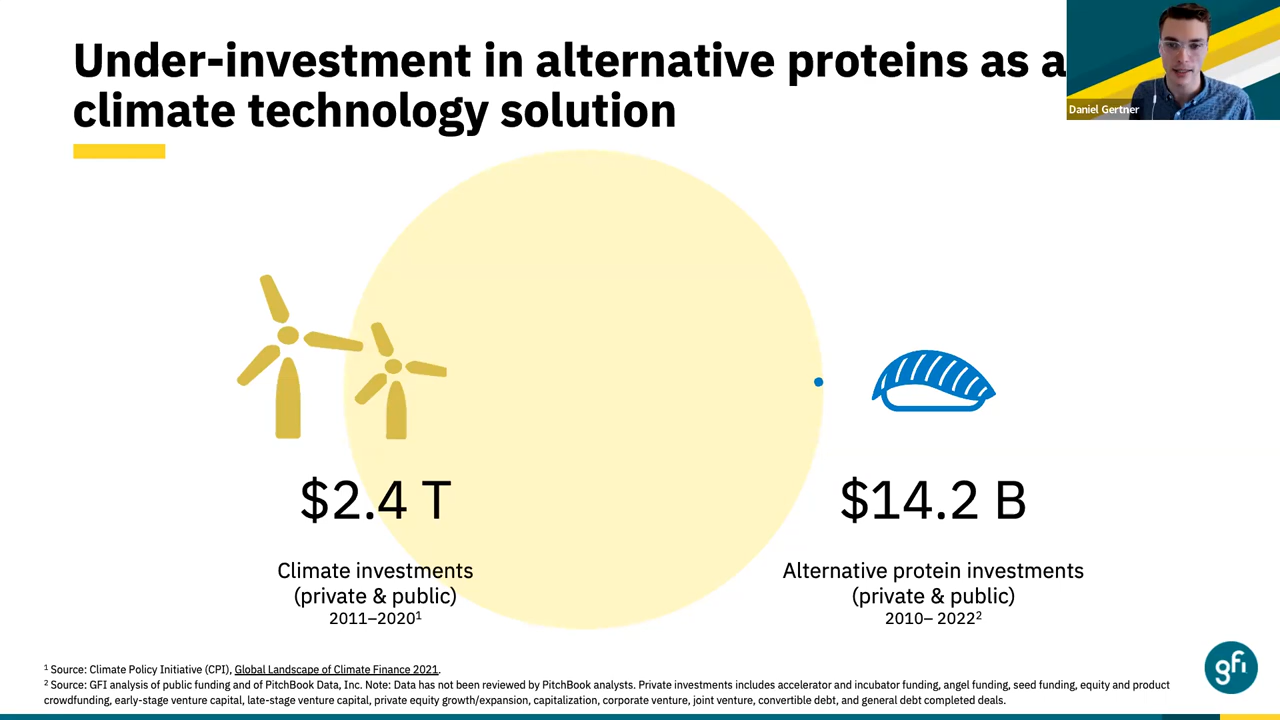 Under-investment in alternative proteins as a
climate technology solution
Daniel Gertner
$2.4 T
Climate investments
(private & public)
2011–2020¹
$14.2 B
Alternative protein investments
(private & public)
2010– 2022²
¹ Source: Climate Policy Initiative (CPI), Global Landscape of Climate Finance 2021.
² Source: GFI analysis of public funding and of PitchBook Data, Inc. Note: Data has not been reviewed by PitchBook analysts. Private investments includes accelerator and incubator funding, angel funding, seed funding, equity and product
crowdfunding, early-stage venture capital, late-stage venture capital, private equity growth/expansion, capitalization, corporate venture, joint venture, convertible debt, and general debt completed deals.
gfi